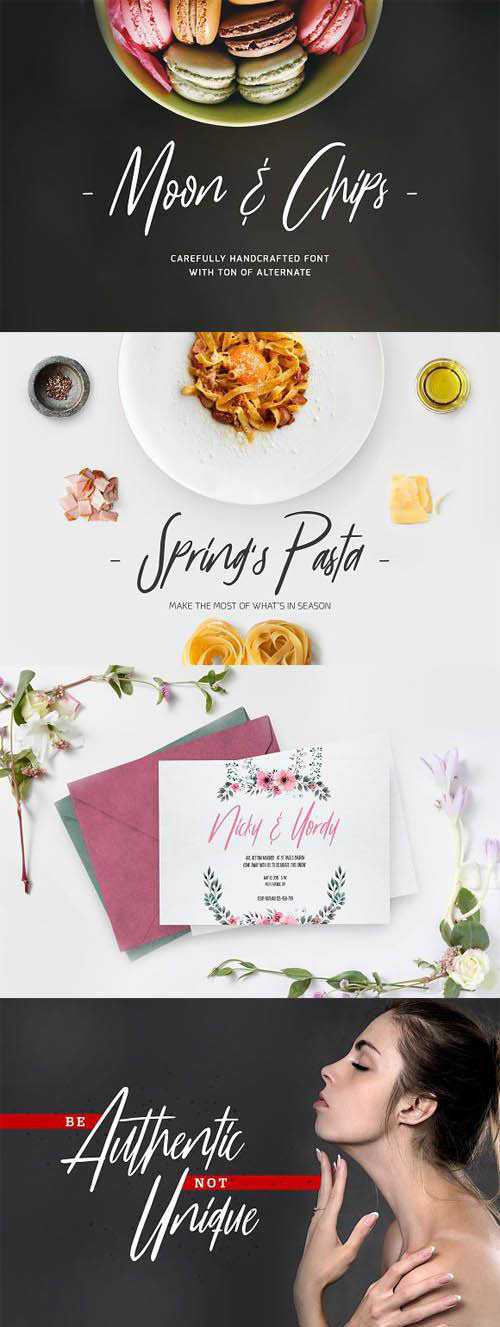 - Moon & Chips -
CAREFULLY HANDCRAFTED FONT
WITH TON OF ALTERNATE
- Spring's Pasta -
MAKE THE MOST OF WHAT'S IN SEASON
Nicky & Yordy
BE
Authentic
NOT
Unique